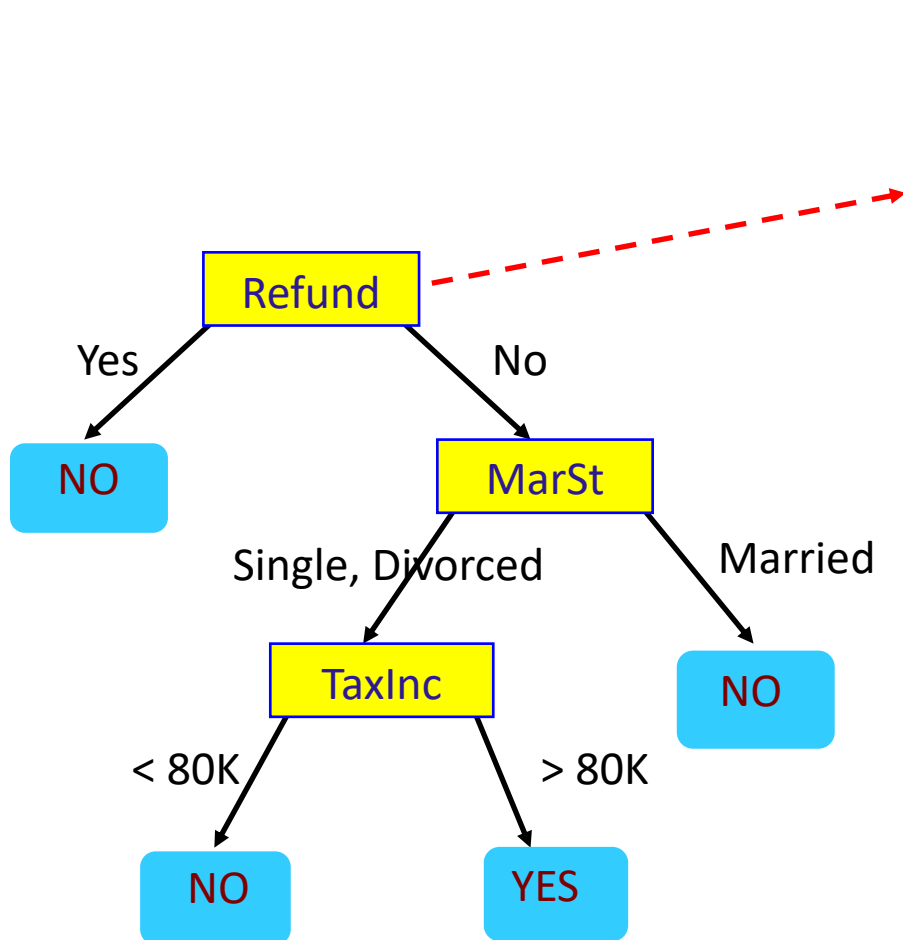 Refund
Yes
No
NO
MarSt
Single, Divorced
Married
TaxInc
NO
< 80K
> 80K
NO
YES